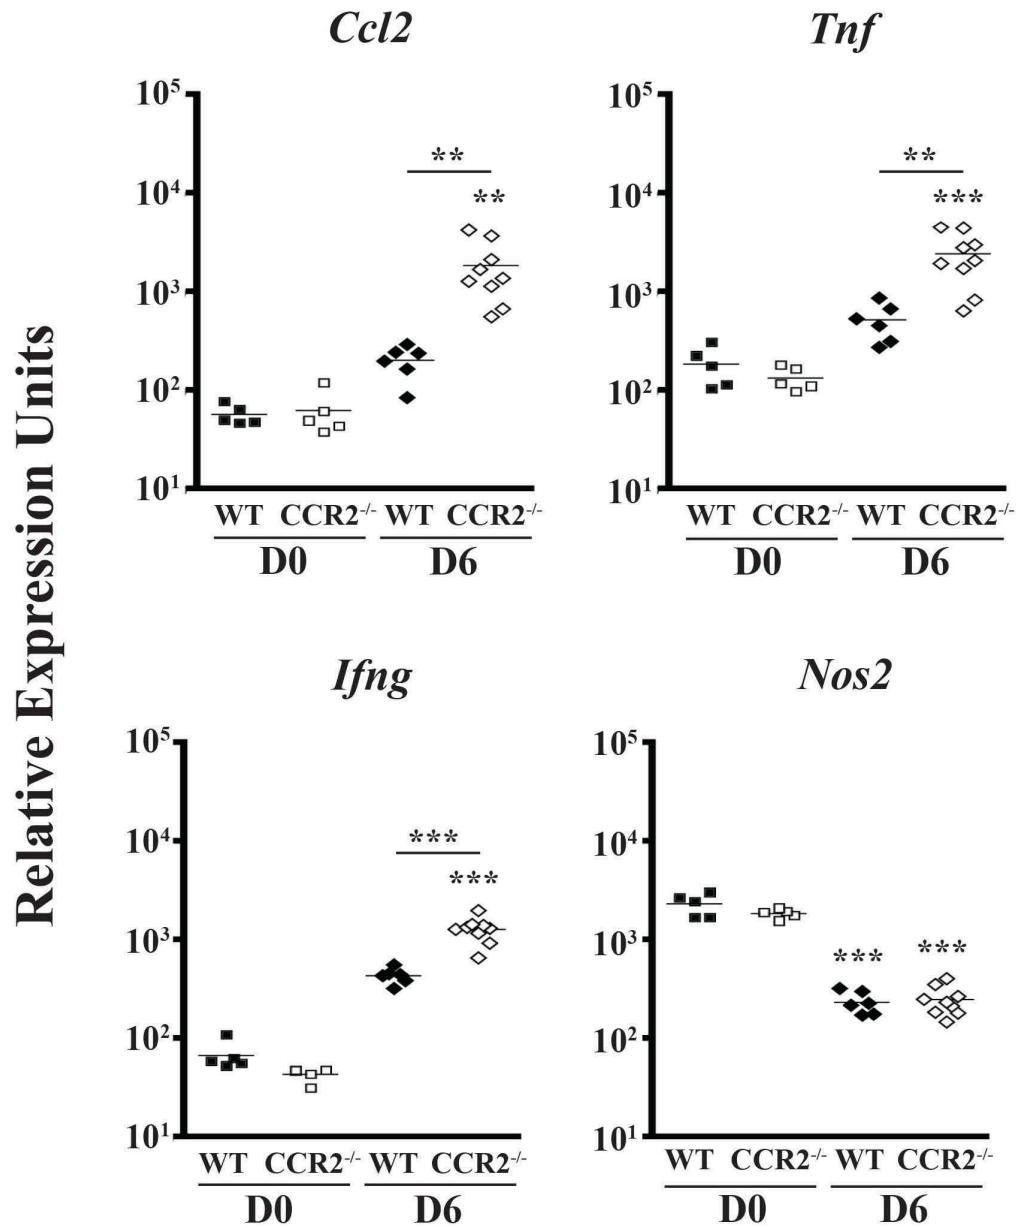 Relative Expression Units
Ccl2
10⁵
10⁴
10³
10²
10¹
**
**
WT CCR2⁻/⁻ WT CCR2⁻/⁻
D0 D6
Tnf
10⁵
10⁴
10³
10²
10¹
**
***
WT CCR2⁻/⁻ WT CCR2⁻/⁻
D0 D6
Ifng
10⁵
10⁴
10³
10²
10¹
***
***
WT CCR2⁻/⁻ WT CCR2⁻/⁻
D0 D6
Nos2
10⁵
10⁴
10³
10²
10¹
*** ***
WT CCR2⁻/⁻ WT CCR2⁻/⁻
D0 D6